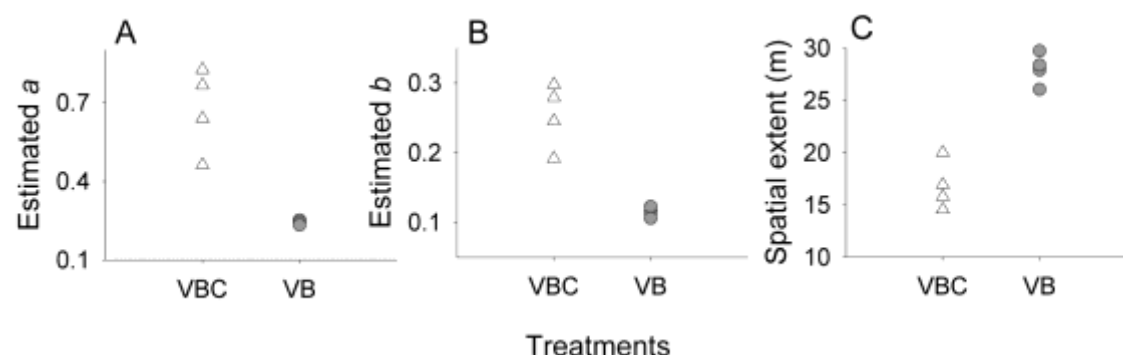 A
Estimated a
0.7
0.4
0.1
VBC VB
B
Estimated b
0.3
0.2
0.1
VBC VB
C
Spatial extent (m)
30
25
20
15
10
VBC VB
Treatments